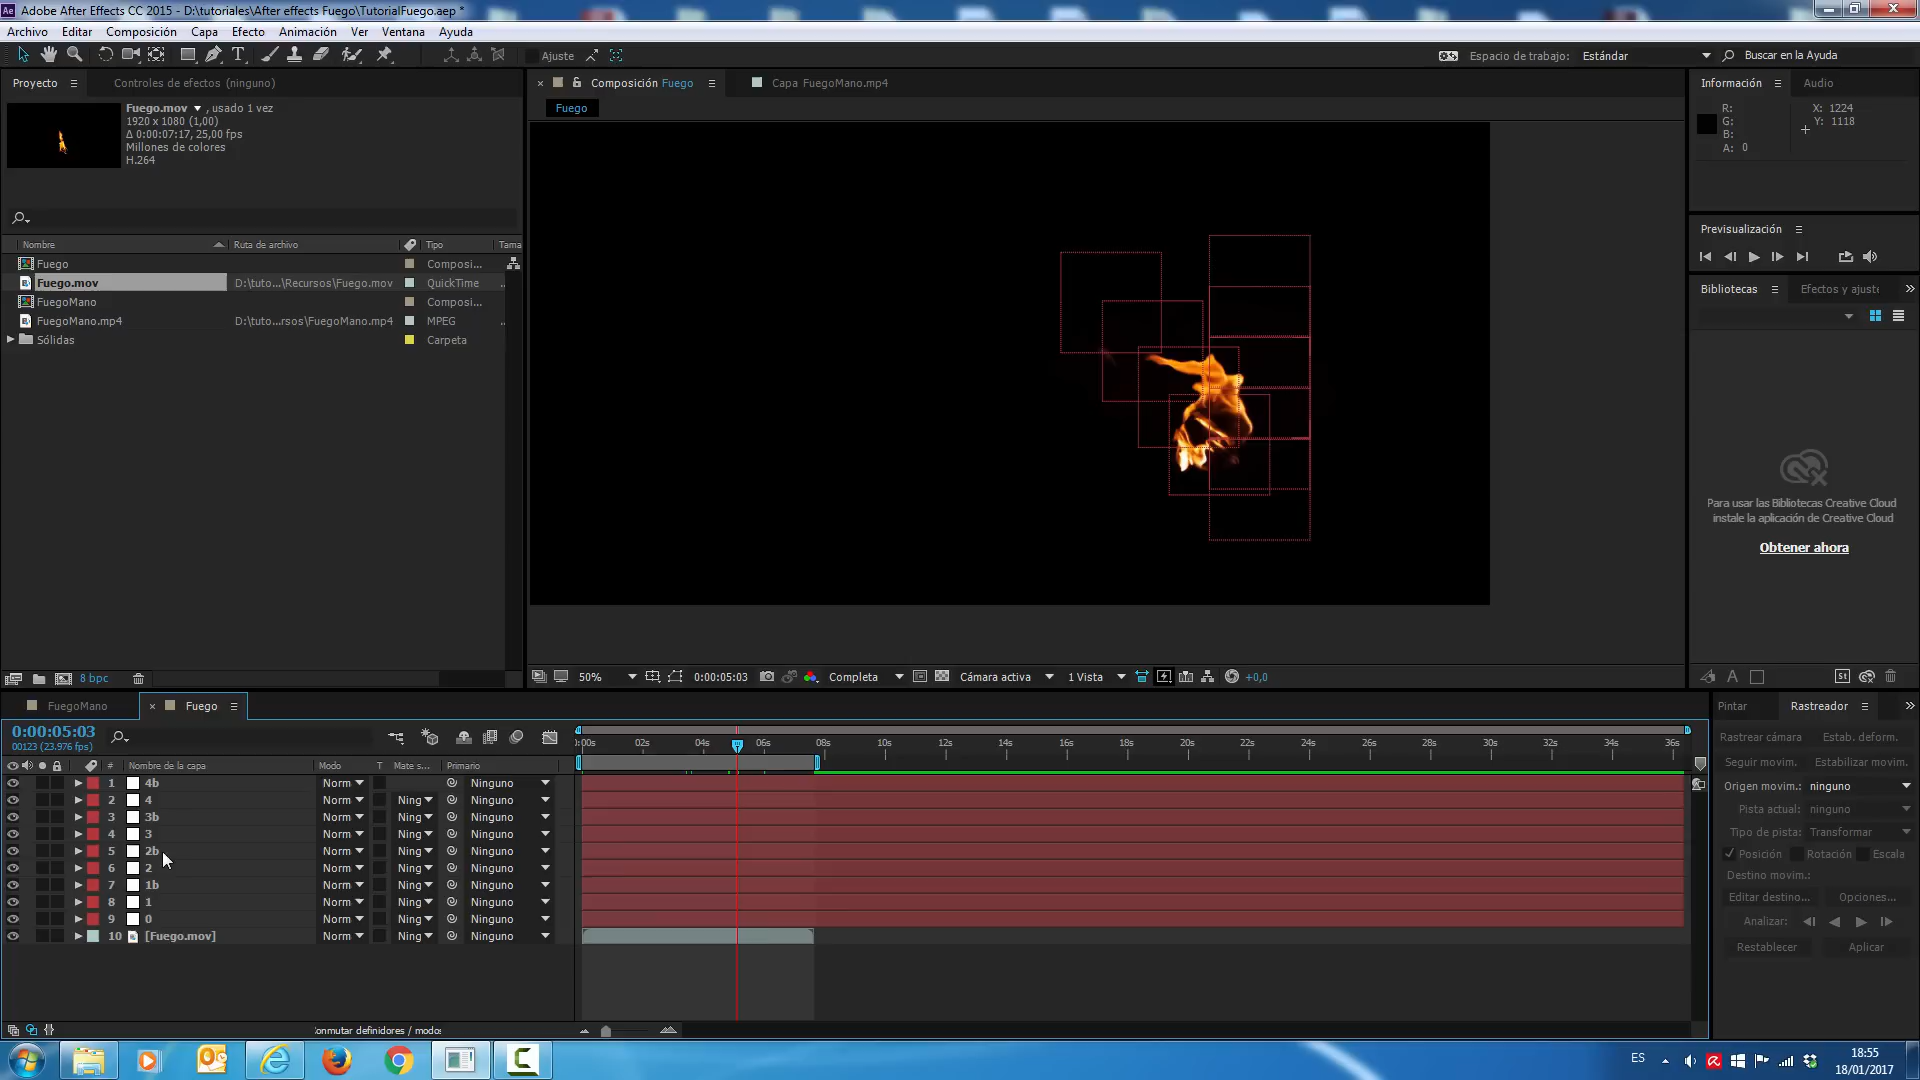 Adobe After Effects CC 2015 - D:\tutoriales\After effects Fuego\TutorialFuego.aep *
Archivo Editar Composición Capa Efecto Animación Ver Ventana Ayuda
Ajuste Espacio de trabajo: Estándar Buscar en la Ayuda
Proyecto Controles de efectos (ninguno)
Composición Fuego Capa FuegoMano.mp4
Información Audio
Fuego.mov , usado 1 vez
1920 x 1080 (1,00)
Δ 0:00:07:17, 25,00 fps
Millones de colores
H.264
Fuego
R: X: 1224
G: Y: 1118
B:
A: 0
Previsualización
Nombre Ruta de archivo Tipo Tama
Fuego Composi...
Fuego.mov D:\tuto...\Recursos\Fuego.mov QuickTime ..
FuegoMano Composi...
FuegoMano.mp4 D:\tuto...rsos\FuegoMano.mp4 MPEG ..
Sólidas Carpeta
Bibliotecas Efectos y ajuste
Para usar las Bibliotecas Creative Cloud
instale la aplicación de Creative Cloud
Obtener ahora
8 bpc
50% 0:00:05:03 Completa Cámara activa 1 Vista +0,0
FuegoMano Fuego
0:00:05:03
00123 (23.976 fps)
:00s 02s 04s 06s 08s 10s 12s 14s 16s 18s 20s 22s 24s 26s 28s 30s 32s 34s 36s
# Nombre de la capa Modo T Mate s... Primario
1 4b Norm Ninguno
2 4 Norm Ning Ninguno
3 3b Norm Ning Ninguno
4 3 Norm Ning Ninguno
5 2b Norm Ning Ninguno
6 2 Norm Ning Ninguno
7 1b Norm Ning Ninguno
8 1 Norm Ning Ninguno
9 0 Norm Ning Ninguno
10 [Fuego.mov] Norm Ning Ninguno
Conmutar definidores / modos
Pintar Rastreador
Rastrear cámara Estab. deform.
Seguir movim. Estabilizar movim.
Origen movim.: ninguno
Pista actual: ninguno
Tipo de pista: Transformar
Posición Rotación Escala
Destino movim.:
Editar destino... Opciones...
Analizar:
Restablecer Aplicar
ES
18:55
18/01/2017